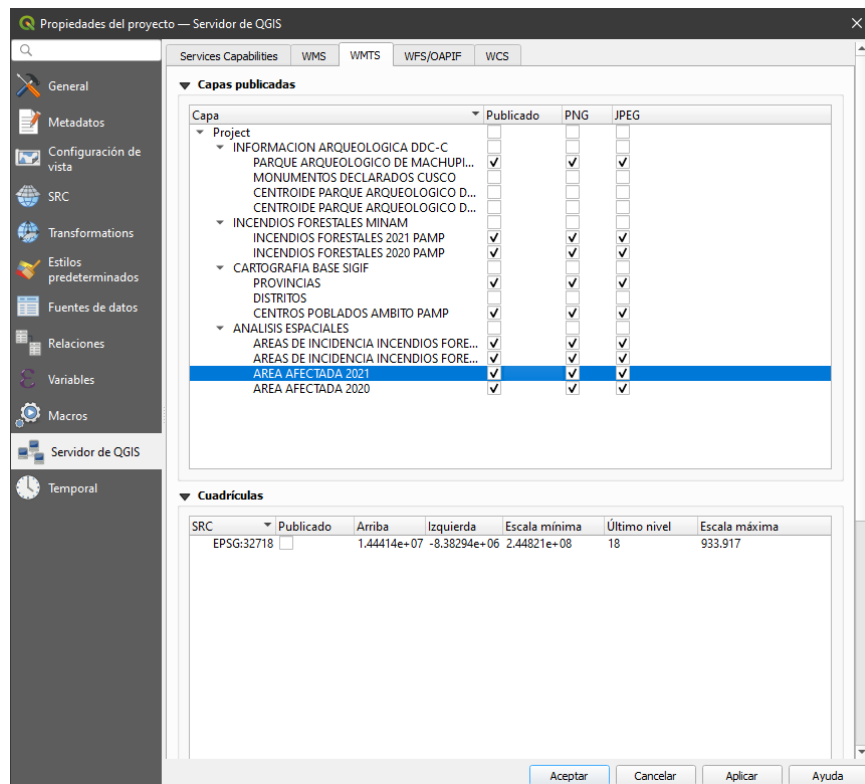 Propiedades del proyecto — Servidor de QGIS
General
Metadatos
Configuración de
vista
SRC
Transformations
Estilos
predeterminados
Fuentes de datos
Relaciones
Variables
Macros
Servidor de QGIS
Temporal
Services Capabilities WMS WMTS WFS/OAPIF WCS
Capas publicadas
Capa Publicado PNG JPEG
Project
INFORMACION ARQUEOLOGICA DDC-C
PARQUE ARQUEOLOGICO DE MACHUPI...
MONUMENTOS DECLARADOS CUSCO
CENTROIDE PARQUE ARQUEOLOGICO D...
CENTROIDE PARQUE ARQUEOLOGICO D...
INCENDIOS FORESTALES MINAM
INCENDIOS FORESTALES 2021 PAMP
INCENDIOS FORESTALES 2020 PAMP
CARTOGRAFIA BASE SIGIF
PROVINCIAS
DISTRITOS
CENTROS POBLADOS AMBITO PAMP
ANALISIS ESPACIALES
AREAS DE INCIDENCIA INCENDIOS FORE...
AREAS DE INCIDENCIA INCENDIOS FORE...
AREA AFECTADA 2021
AREA AFECTADA 2020
Cuadrículas
SRC Publicado Arriba Izquierda Escala mínima Último nivel Escala máxima
EPSG:32718 1.44414e+07 -8.38294e+06 2.44821e+08 18 933.917
Aceptar Cancelar Aplicar Ayuda